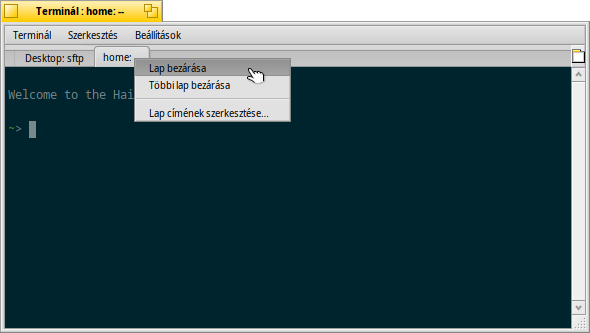 Terminál : home: --
Terminál Szerkesztés Beállítások
Desktop: sftp home:
Lap bezárása
Többi lap bezárása
Welcome to the Hai
Lap címének szerkesztése...
~>